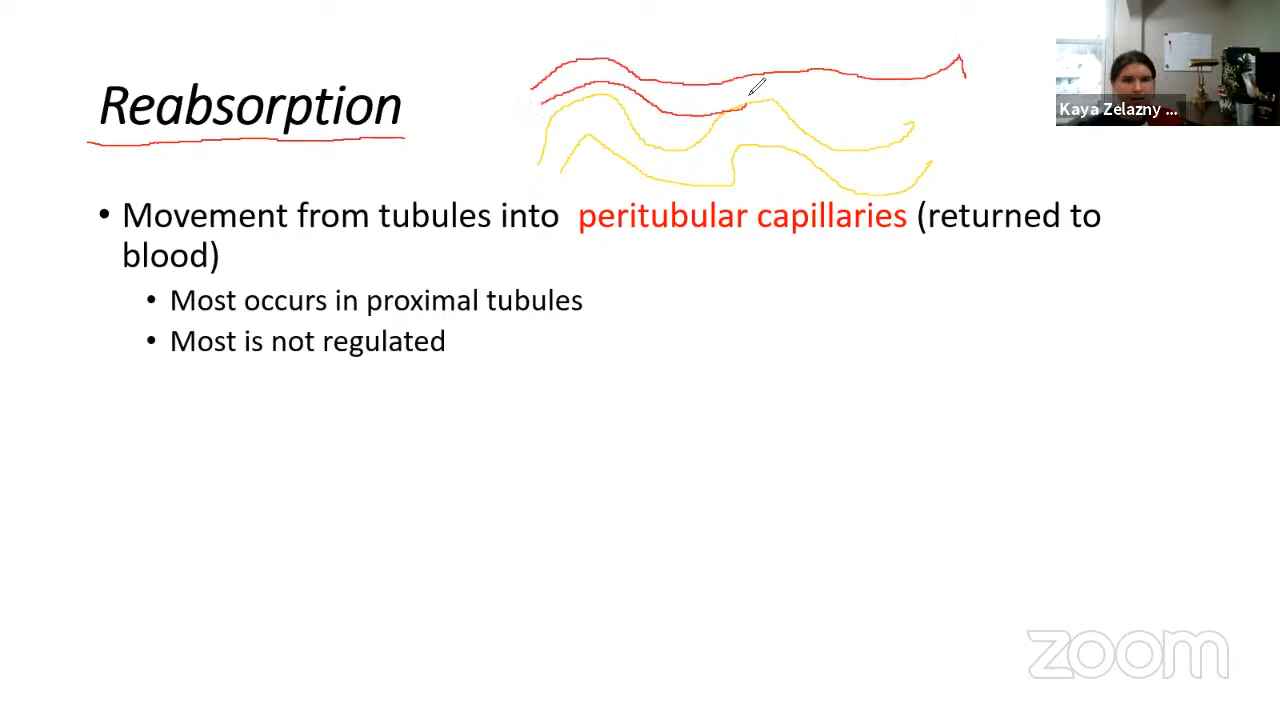 Reabsorption
Kaya Zelazny ...
• Movement from tubules into peritubular capillaries (returned to
blood)
• Most occurs in proximal tubules
• Most is not regulated
zoom